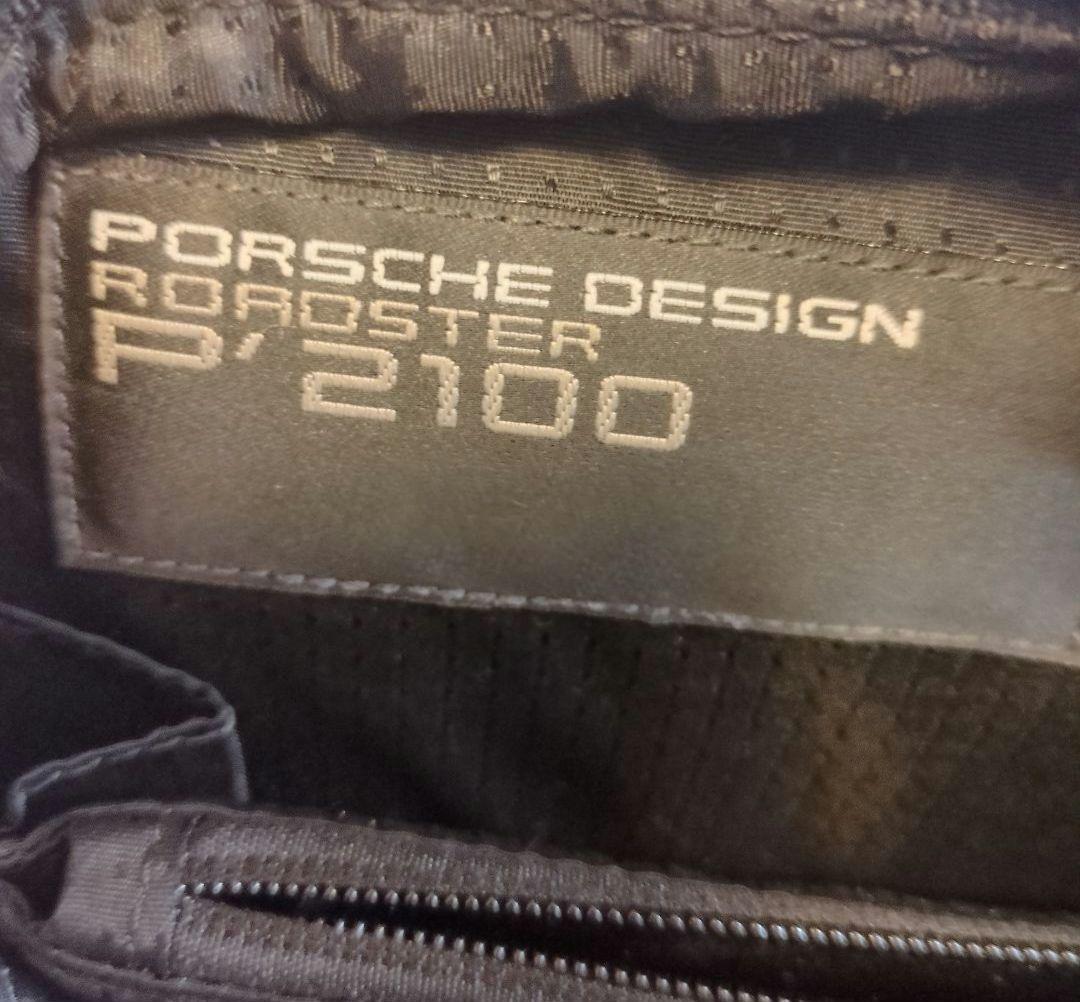 PORSCHE DESIGN
ROADSTER
P'2100